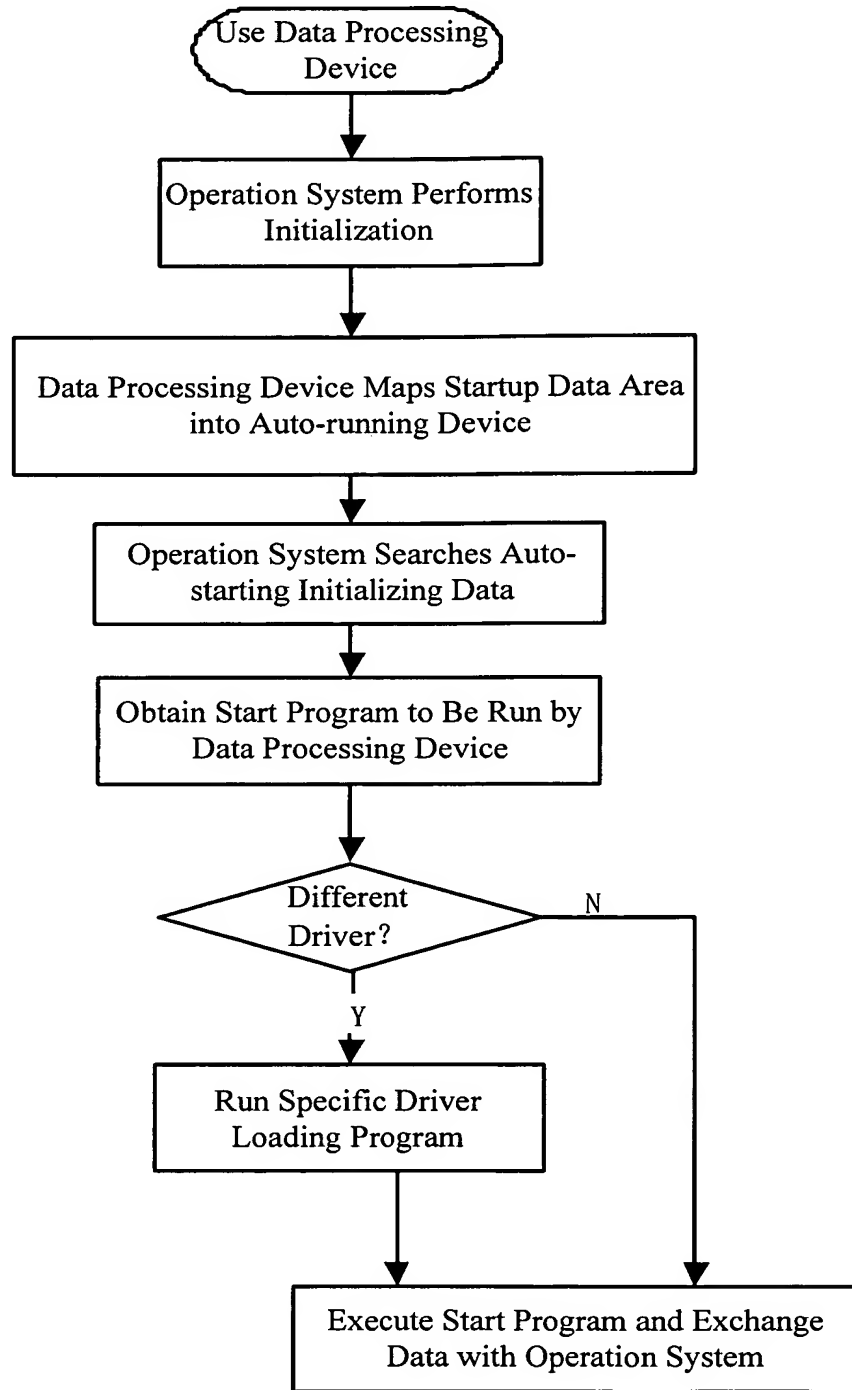 Use Data Processing
Device
Operation System Performs
Initialization
Data Processing Device Maps Startup Data Area
into Auto-running Device
Operation System Searches Auto-
starting Initializing Data
Obtain Start Program to Be Run by
Data Processing Device
Different
Driver?
N
Y
Run Specific Driver
Loading Program
Execute Start Program and Exchange
Data with Operation System